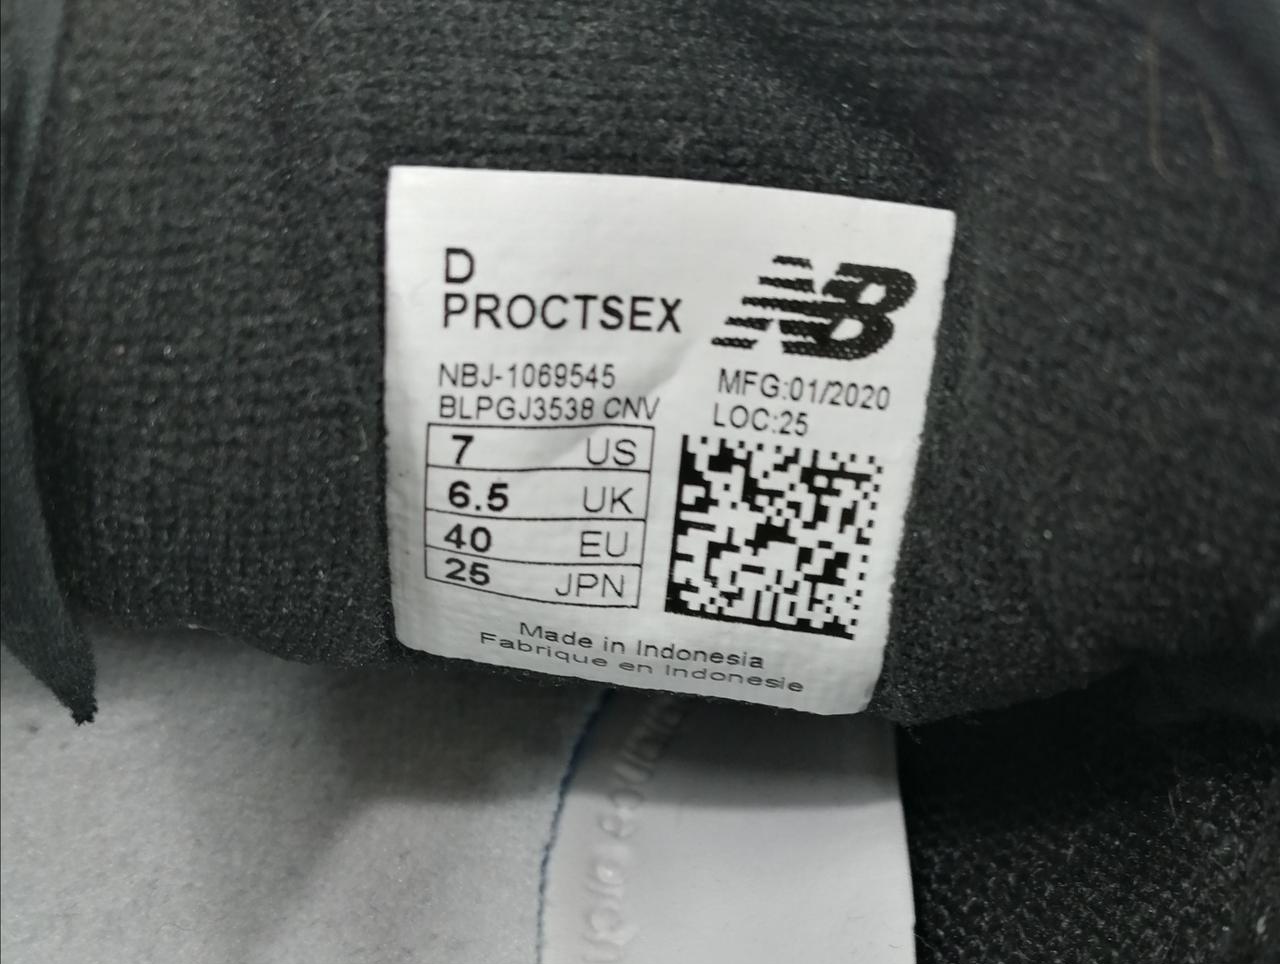 D
PROCTSEX
NB
NBJ-1069545
BLPGJ3538 CNV
MFG:01/2020
LOC:25
7 US
6.5 UK
40 EU
25 JPN
Made in Indonesia
Fabrique en Indonesie